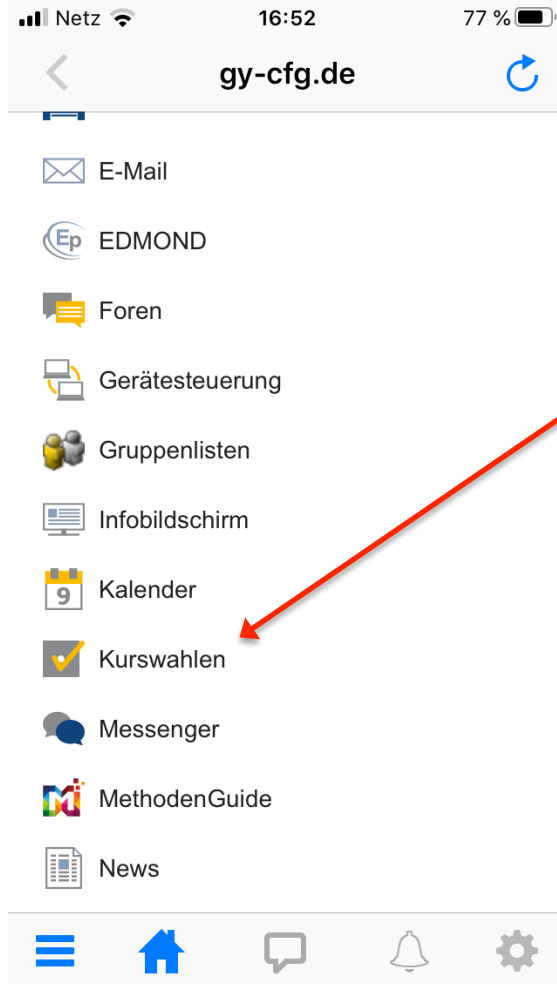 Netz 16:52 77 %
gy-cfg.de
E-Mail
Ep EDMOND
Foren
Gerätesteuerung
Gruppenlisten
Infobildschirm
9 Kalender
Kurswahlen
Messenger
M MethodenGuide
News